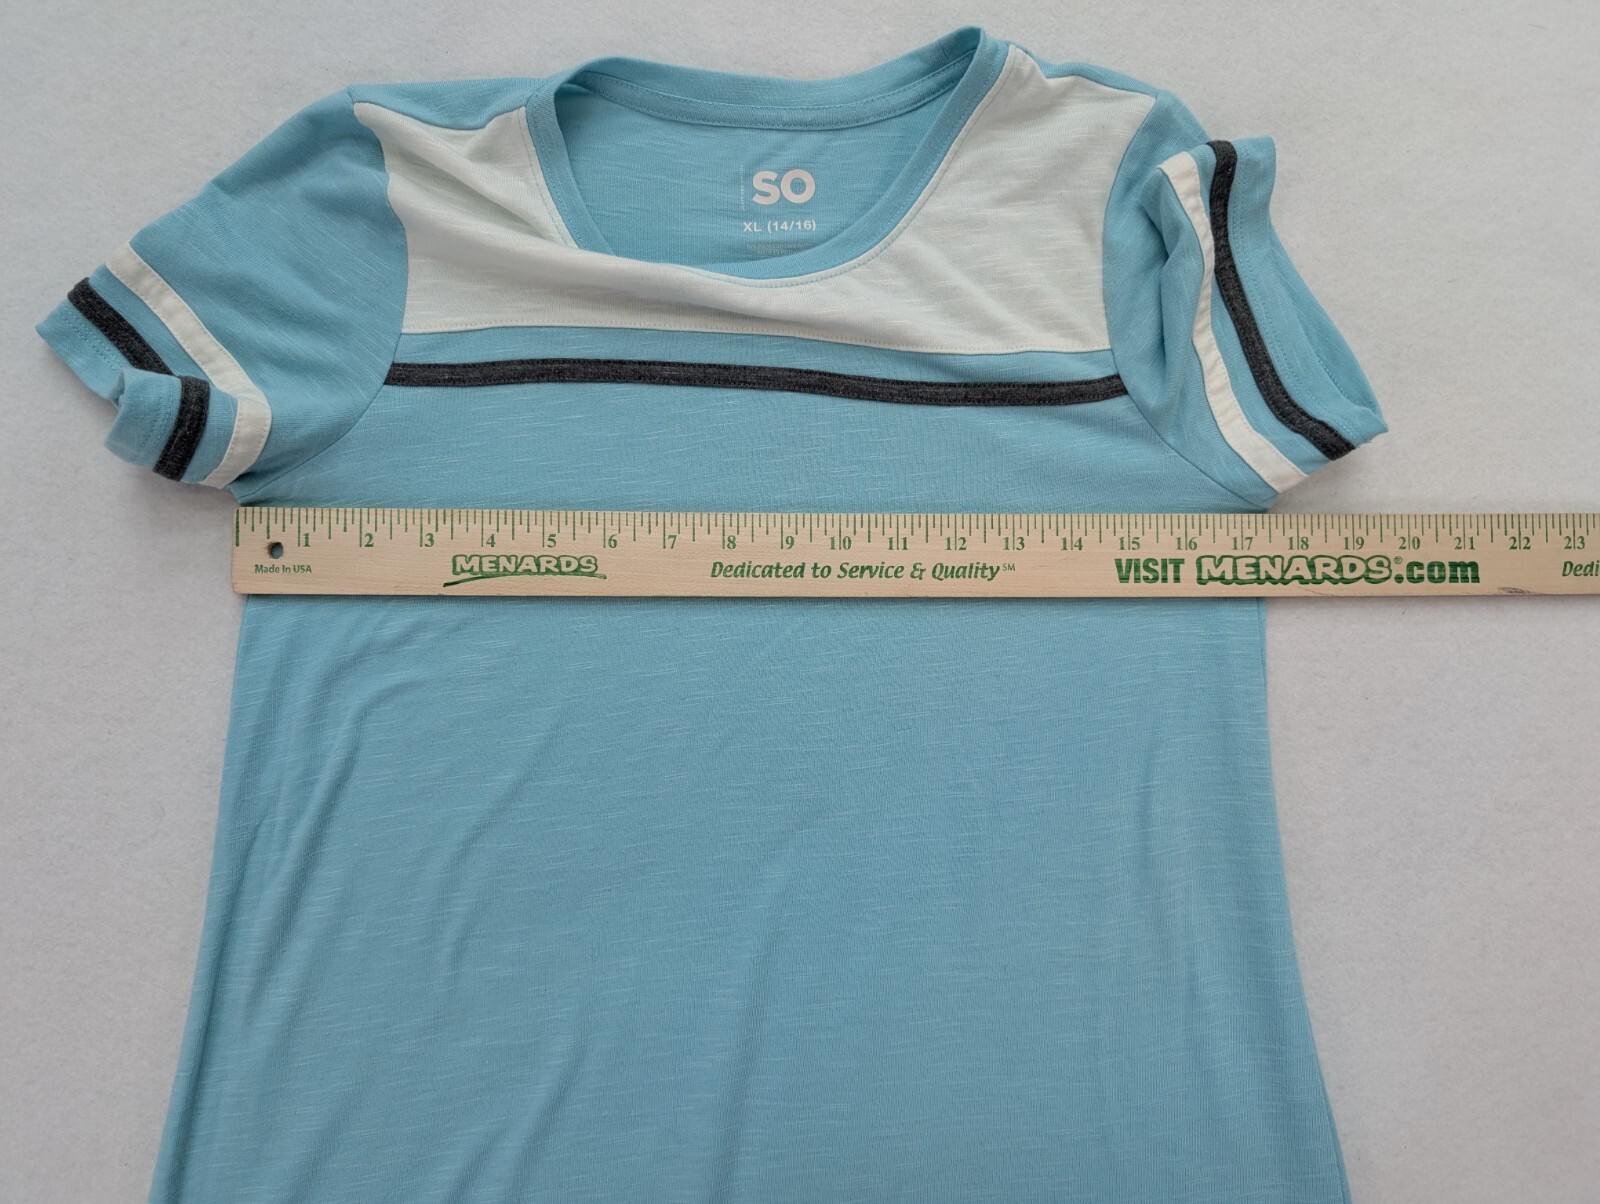 SO
XL (14/16)
1 2 3 4 5 6 7 8 9 10 11 12 13 14 15 16 17 18 19 20 21 22 23
Made In USA
MENARDS
Dedicated to Service & Quality℠
VISIT MENARDS®.com
Dedi